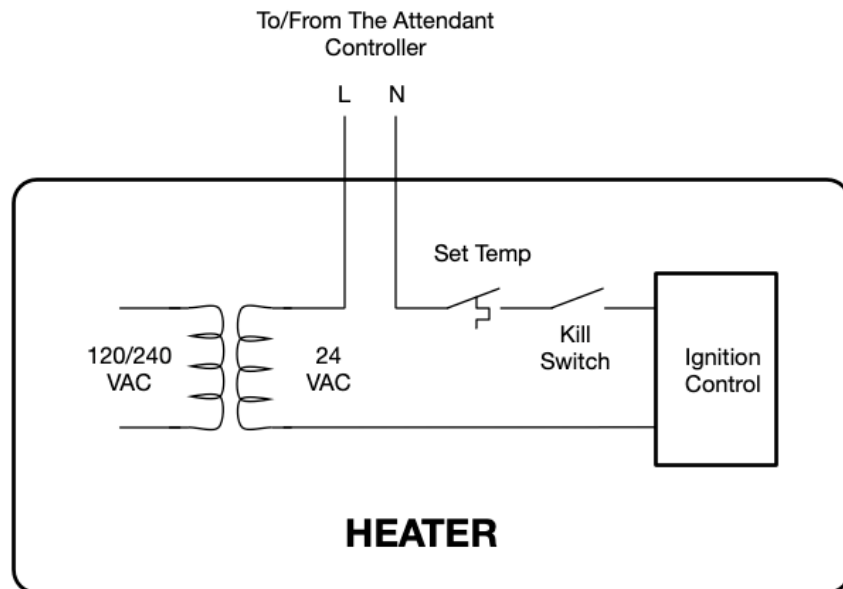 To/From The Attendant
Controller
L N
Set Temp
120/240
VAC
24
VAC
Kill
Switch
Ignition
Control
HEATER